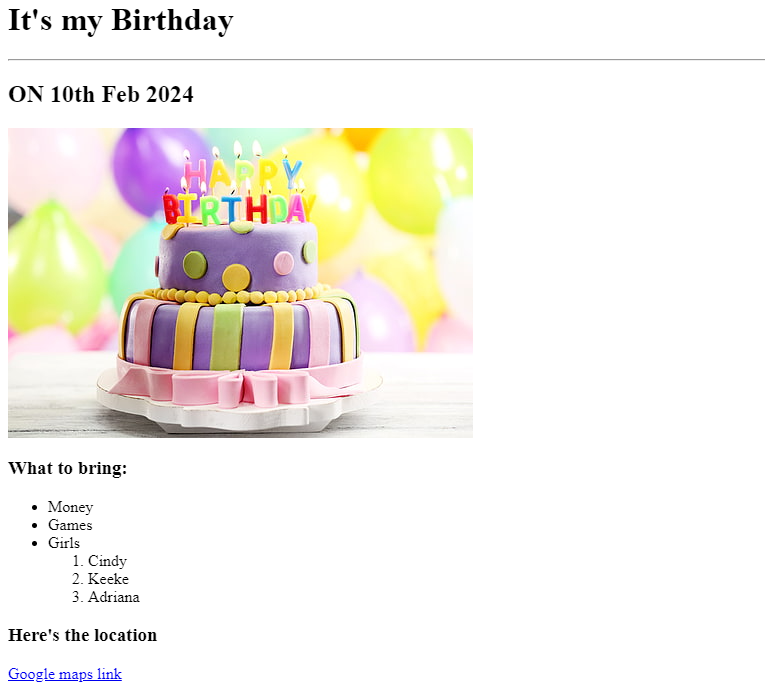 It's my Birthday
ON 10th Feb 2024
HAPPY
BIRTHDAY
What to bring:
Money
Games
Girls
1. Cindy
2. Keeke
3. Adriana
Here's the location
Google maps link